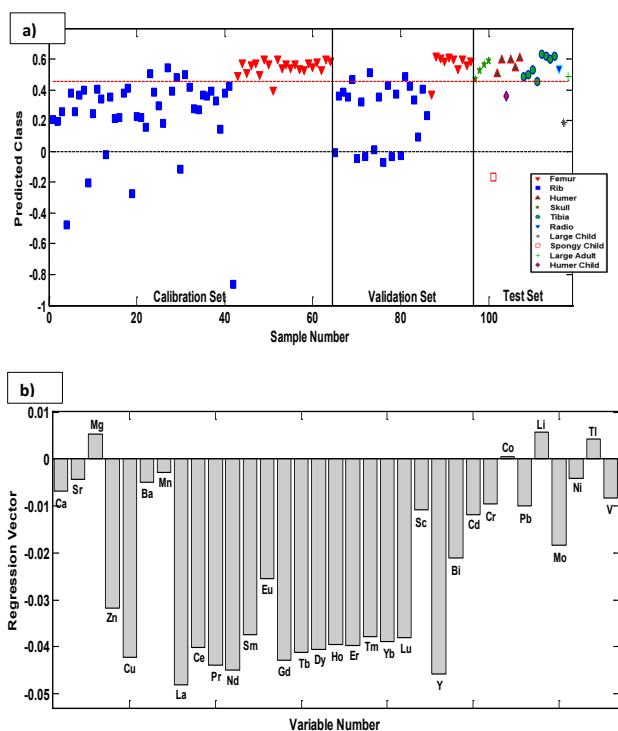 a)
Predicted Class
0.6
0.4
0.2
0
-0.2
-0.4
-0.6
-0.8
-1
Calibration Set
Validation Set
Test Set
Femur
Rib
Humer
Skull
Tibia
Radio
Large Child
Spongy Child
Large Adult
Humer Child
0
20
40
60
80
100
Sample Number
b)
Regression Vector
0.01
0
-0.01
-0.02
-0.03
-0.04
-0.05
Ca
Sr
Mg
Zn
Cu
Ba
Mn
La
Ce
Pr
Nd
Sm
Eu
Gd
Tb
Dy
Ho
Er
Tm
Yb
Lu
Sc
Y
Bi
Cd
Cr
Co
Pb
Li
Mo
Ni
Tl
V
Variable Number